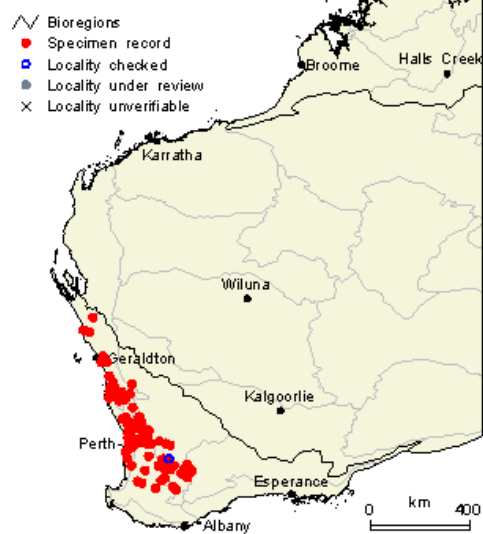 Bioregions
Specimen record
Locality checked
Locality under review
Locality unverifiable
Broome
Halls Creek
Karratha
Wiluna
Geraldton
Kalgoorlie
Perth
Esperance
Albany
km
0 400